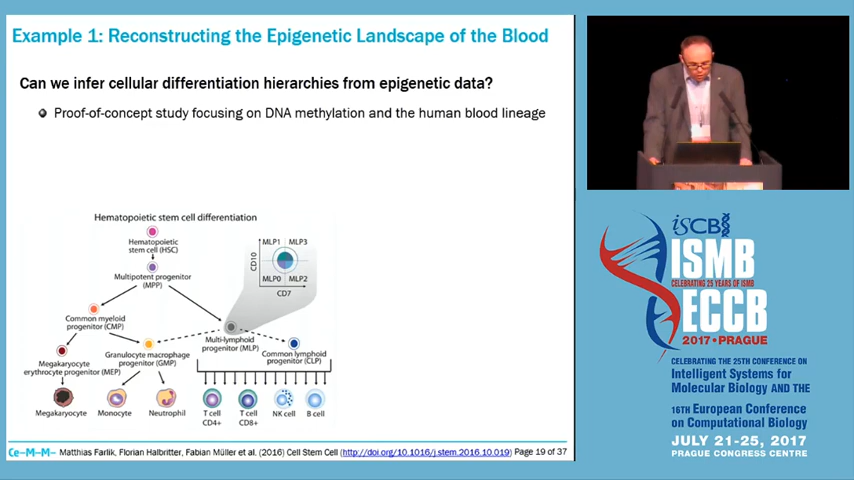 Example 1: Reconstructing the Epigenetic Landscape of the Blood
Can we infer cellular differentiation hierarchies from epigenetic data?
Proof-of-concept study focusing on DNA methylation and the human blood lineage
Hematopoietic stem cell differentiation
Hematopoietic
stem cell (HSC)
Multipotent progenitor
(MPP)
MLP1 MLP3
CD10
MLP0 MLP2
CD7
Common myeloid
progenitor (CMP)
Multi-lymphoid
progenitor (MLP)
Common lymphoid
progenitor (CLP)
Megakaryocyte
erythrocyte progenitor (MEP)
Granulocyte macrophage
progenitor (GMP)
Megakaryocyte
Monocyte
Neutrophil
T cell
CD4+
T cell
CD8+
NK cell
B cell
Ce-M-M- Matthias Farlik, Florian Halbritter, Fabian Müller et al. (2016) Cell Stem Cell (http://doi.org/10.1016/j.stem.2016.10.019) Page 19 of 37
iSCB
ISMB
CELEBRATING 25 YEARS OF ISMB
ECCB
2017 • PRAGUE
CELEBRATING THE 25TH CONFERENCE ON
Intelligent Systems for
Molecular Biology AND THE
16TH European Conference
on Computational Biology
JULY 21-25, 2017
PRAGUE CONGRESS CENTRE